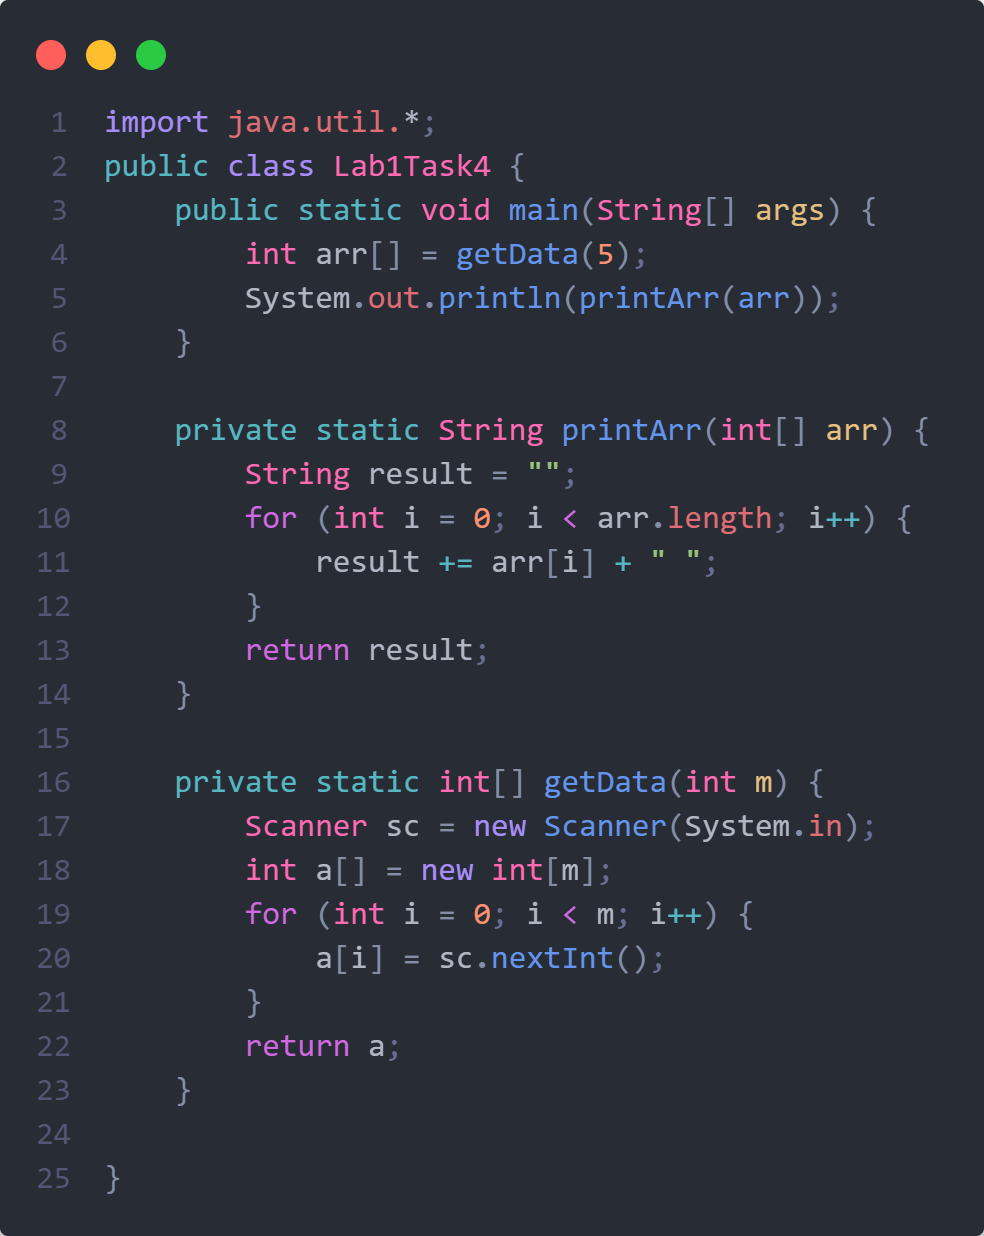 1 import java.util.*;
2 public class Lab1Task4 {
3     public static void main(String[] args) {
4         int arr[] = getData(5);
5         System.out.println(printArr(arr));
6     }
7
8     private static String printArr(int[] arr) {
9         String result = "";
10         for (int i = 0; i < arr.length; i++) {
11             result += arr[i] + " ";
12         }
13         return result;
14     }
15
16     private static int[] getData(int m) {
17         Scanner sc = new Scanner(System.in);
18         int a[] = new int[m];
19         for (int i = 0; i < m; i++) {
20             a[i] = sc.nextInt();
21         }
22         return a;
23     }
24
25 }